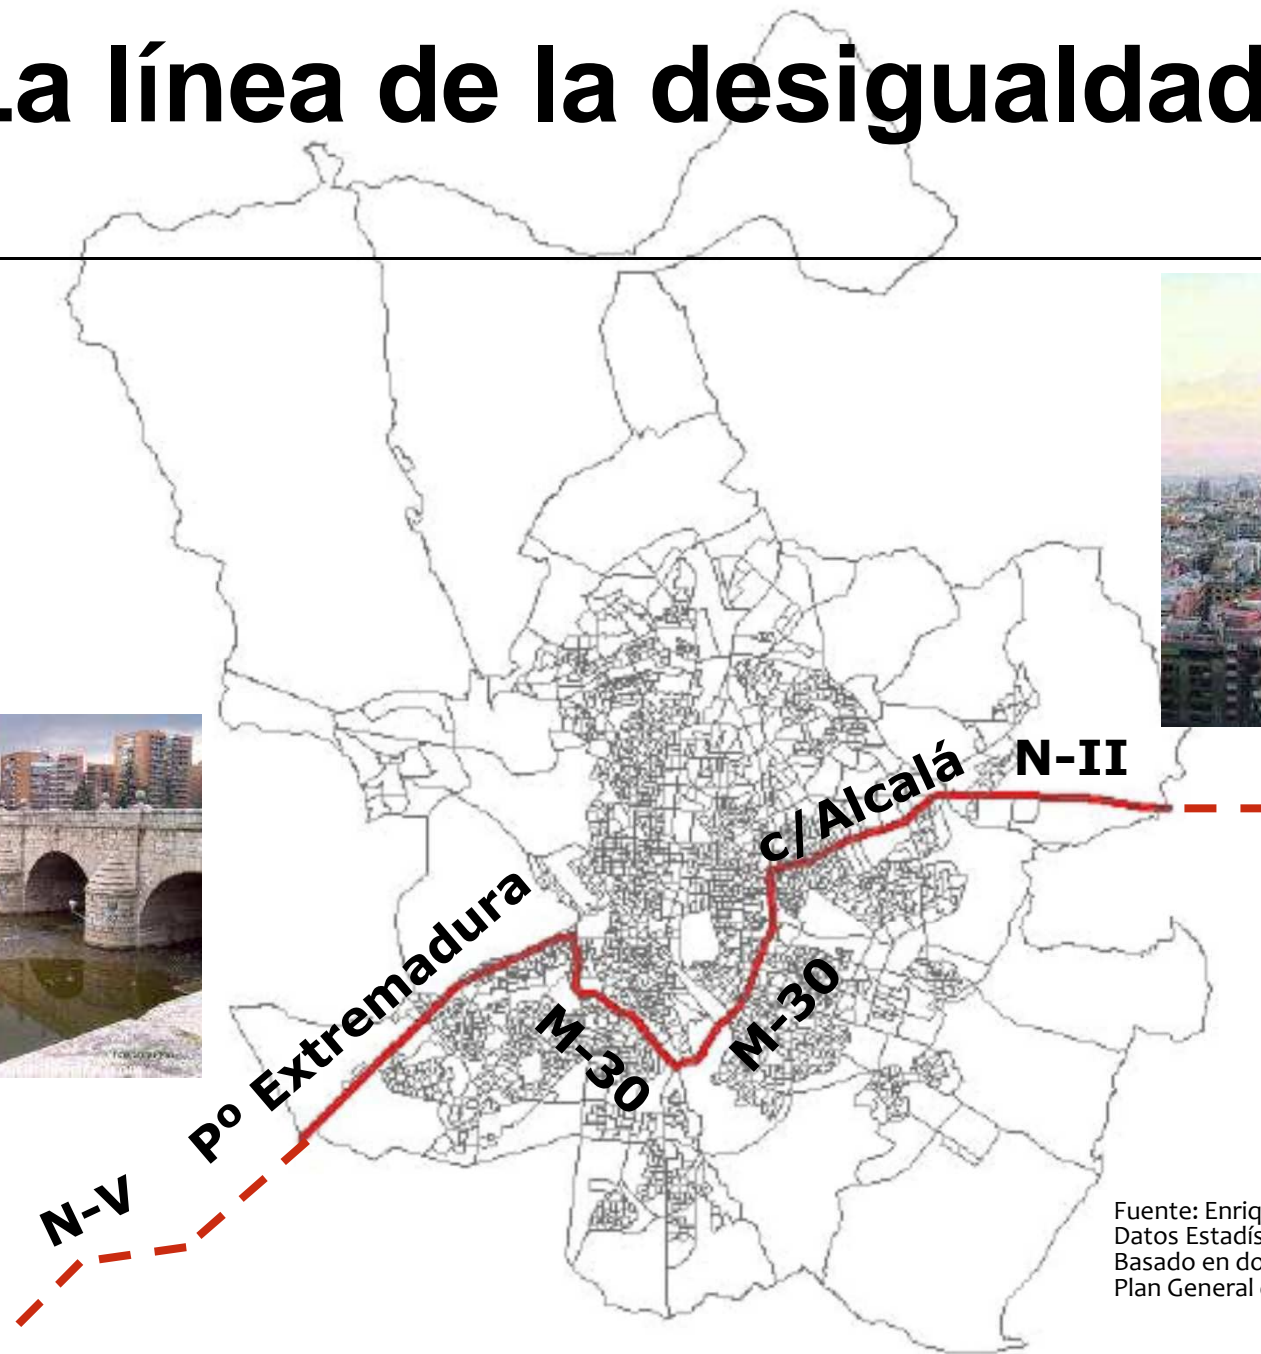 La línea de la desigualdad
N-II
c/Alcalá
Pº Extremadura
M-30
M-30
N-V
Fuente: Enriq
Datos Estadís
Basado en do
Plan General